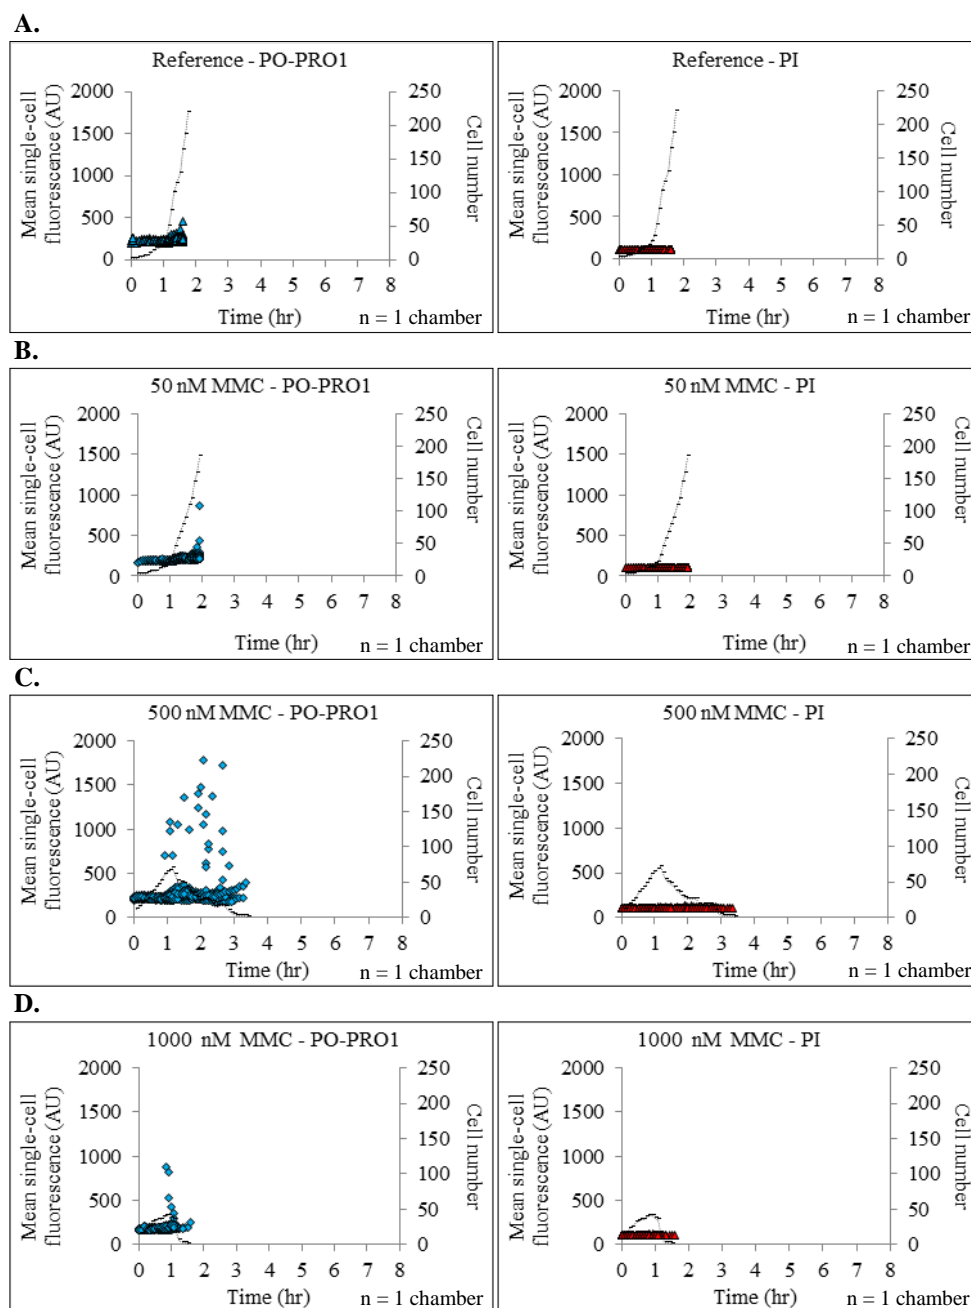 A.
Reference - PO-PRO1
Mean single-cell
fluorescence (AU)
2000
1500
1000
500
0
250
200
150
100
50
0
Cell number
0 1 2 3 4 5 6 7 8
Time (hr)
n = 1 chamber
Reference - PI
Mean single-cell
fluorescence (AU)
2000
1500
1000
500
0
250
200
150
100
50
0
Cell number
0 1 2 3 4 5 6 7 8
Time (hr)
n = 1 chamber
B.
50 nM MMC - PO-PRO1
Mean single-cell
fluorescence (AU)
2000
1500
1000
500
0
250
200
150
100
50
0
Cell number
0 1 2 3 4 5 6 7 8
Time (hr)
n = 1 chamber
50 nM MMC - PI
Mean single-cell
fluorescence (AU)
2000
1500
1000
500
0
250
200
150
100
50
0
Cell number
0 1 2 3 4 5 6 7 8
Time (hr)
n = 1 chamber
C.
500 nM MMC - PO-PRO1
Mean single-cell
fluorescence (AU)
2000
1500
1000
500
0
250
200
150
100
50
0
Cell number
0 1 2 3 4 5 6 7 8
Time (hr)
n = 1 chamber
500 nM MMC - PI
Mean single-cell
fluorescence (AU)
2000
1500
1000
500
0
250
200
150
100
50
0
Cell number
0 1 2 3 4 5 6 7 8
Time (hr)
n = 1 chamber
D.
1000 nM MMC - PO-PRO1
Mean single-cell
fluorescence (AU)
2000
1500
1000
500
0
250
200
150
100
50
0
Cell number
0 1 2 3 4 5 6 7 8
Time (hr)
n = 1 chamber
1000 nM MMC - PI
Mean single-cell
fluorescence (AU)
2000
1500
1000
500
0
250
200
150
100
50
0
Cell number
0 1 2 3 4 5 6 7 8
Time (hr)
n = 1 chamber